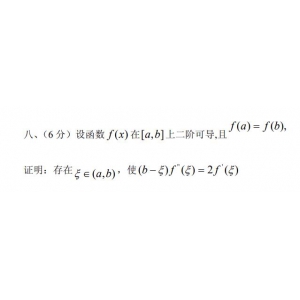 八、（6 分）设函数 f(x) 在 [a,b] 上二阶可导,且 f(a) = f(b),
证明：存在 ξ ∈ (a,b)，使 (b − ξ) f''(ξ) = 2f'(ξ)